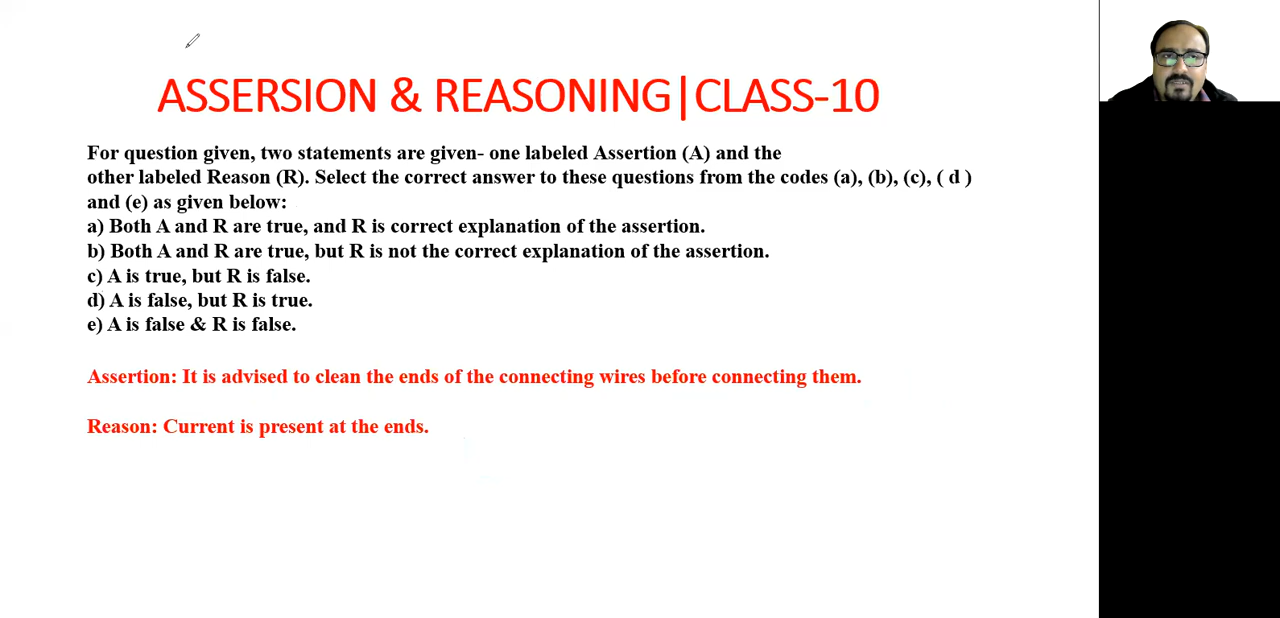 ASSERSION & REASONING|CLASS-10
For question given, two statements are given- one labeled Assertion (A) and the
other labeled Reason (R). Select the correct answer to these questions from the codes (a), (b), (c), ( d )
and (e) as given below:
a) Both A and R are true, and R is correct explanation of the assertion.
b) Both A and R are true, but R is not the correct explanation of the assertion.
c) A is true, but R is false.
d) A is false, but R is true.
e) A is false & R is false.
Assertion: It is advised to clean the ends of the connecting wires before connecting them.
Reason: Current is present at the ends.